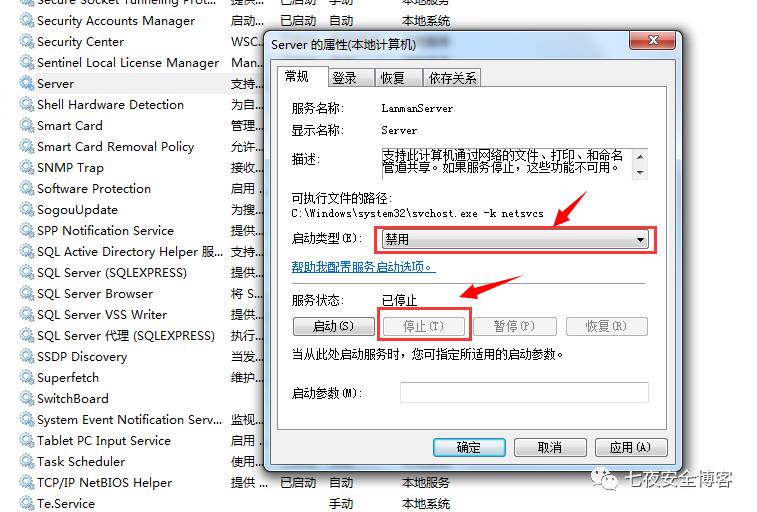 Secure Socket Tunneling Prot... 提供... 已启动 手动 本地服务
Security Accounts Manager 启动... 已启动 自动 本地系统
Security Center WSC...
Sentinel Local License Manager Man...
Server 支持...
Shell Hardware Detection 为自...
Smart Card 管理...
Smart Card Removal Policy 允许...
SNMP Trap 接收...
Software Protection 启用 ...
SogouUpdate 为搜...
SPP Notification Service 提供...
SQL Active Directory Helper 服... 支持...
SQL Server (SQLEXPRESS) 提供...
SQL Server Browser 将 S...
SQL Server VSS Writer 提供...
SQL Server 代理 (SQLEXPRESS) 执行...
SSDP Discovery 当发...
Superfetch 维护...
SwitchBoard
System Event Notification Serv... 监视...
Tablet PC Input Service 启用 ...
Task Scheduler 使用...
TCP/IP NetBIOS Helper 提供 ... 已启动 自动 本地服务
Te.Service 手动 本地系统
Server 的属性(本地计算机)
常规 登录 恢复 依存关系
服务名称: LanmanServer
显示名称: Server
描述: 支持此计算机通过网络的文件、打印、和命名
管道共享。如果服务停止，这些功能不可用。
可执行文件的路径:
C:\Windows\system32\svchost.exe -k netsvcs
启动类型(E): 禁用
帮助我配置服务启动选项。
服务状态: 已停止
启动(S) 停止(T) 暂停(P) 恢复(R)
当从此处启动服务时，您可指定所适用的启动参数。
启动参数(M):
确定 取消 应用(A)
七夜安全博客